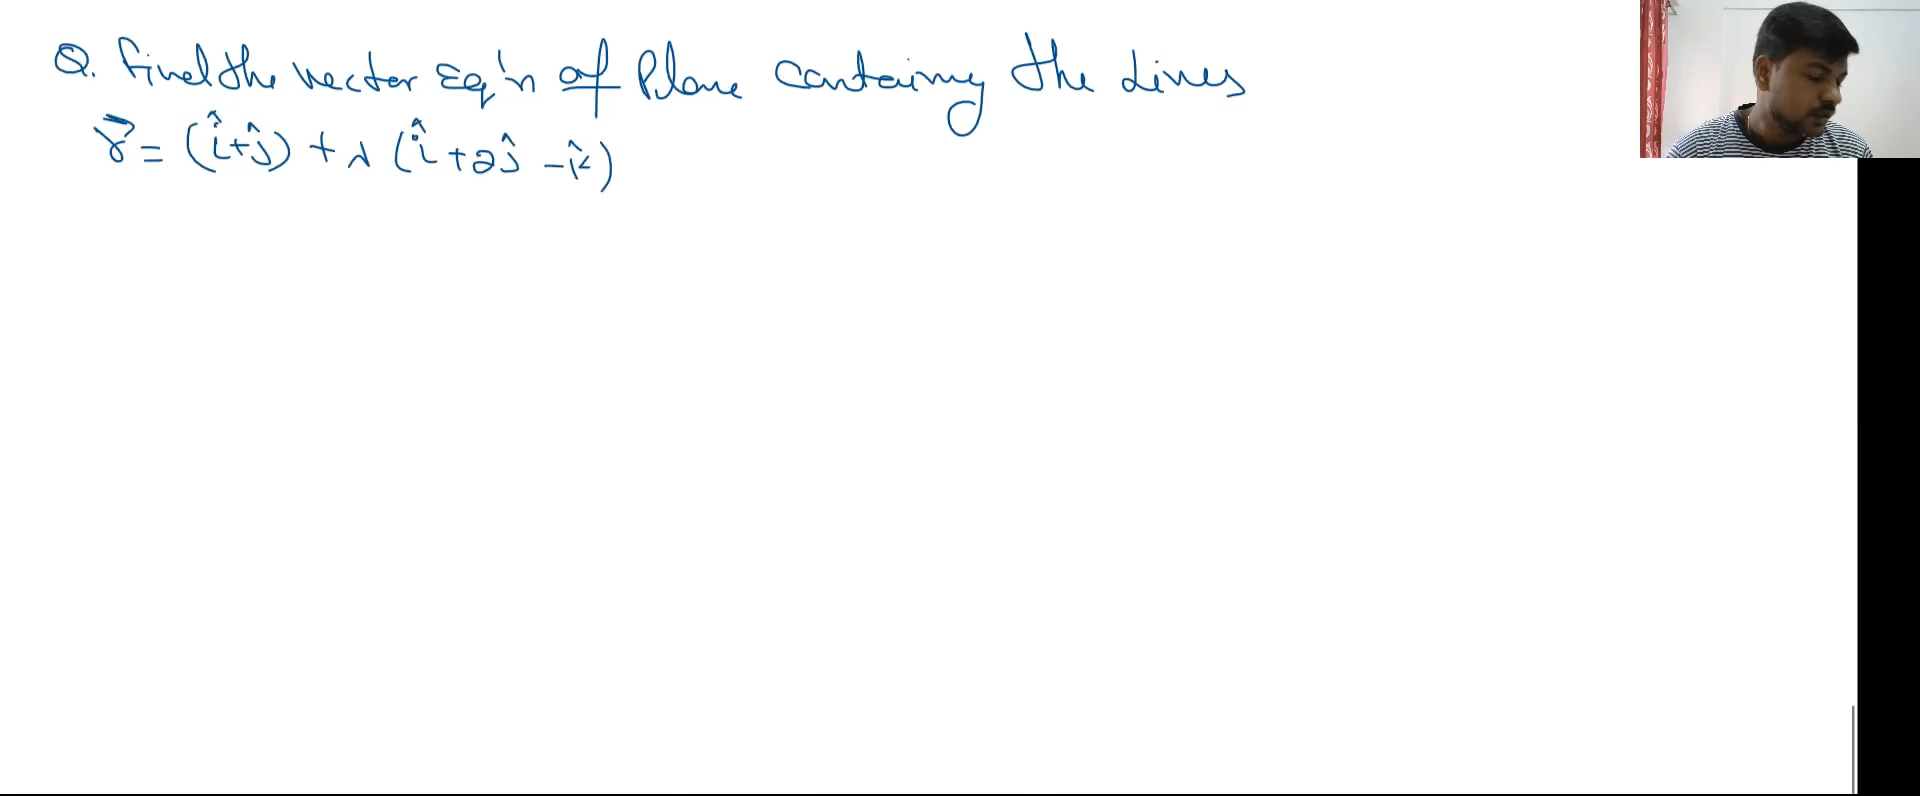 Q. Find the vector Eq'n of Plane containing the Lines
r⃗ = (î+ĵ) + λ (î +2ĵ -k̂)